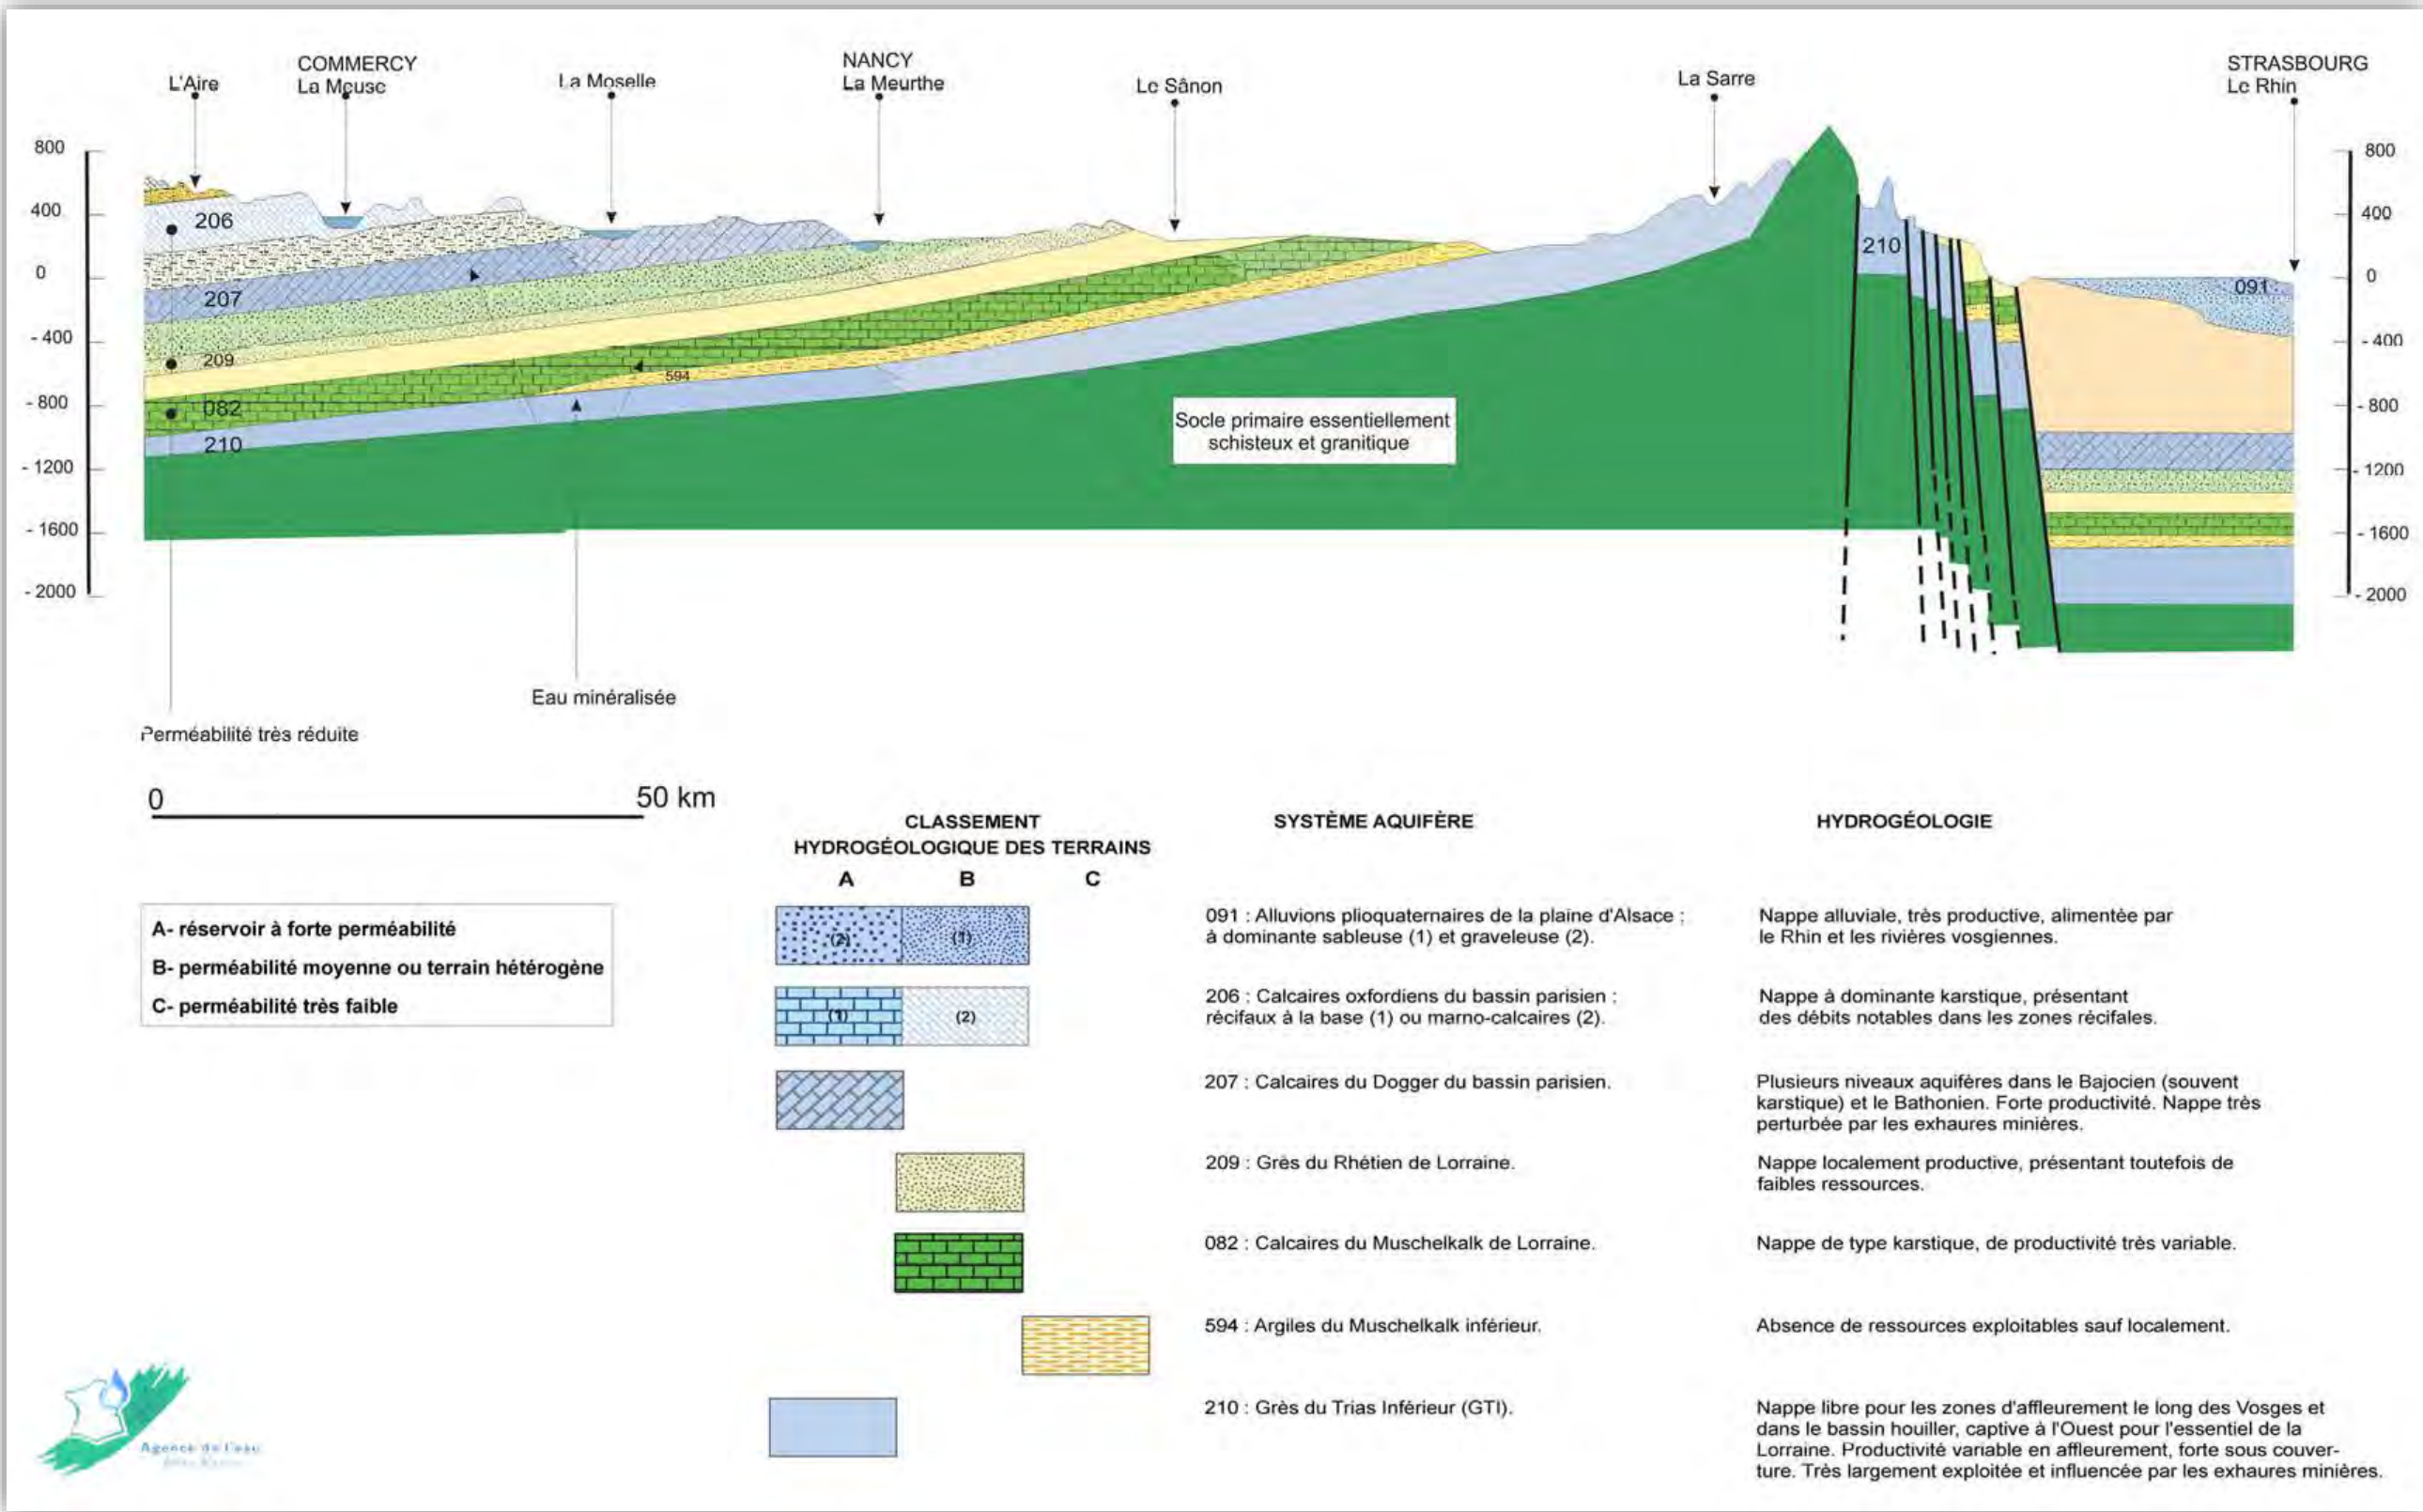 L'Aire
COMMERCY
La Meuse
La Moselle
NANCY
La Meurthe
Le Sânon
La Sarre
STRASBOURG
Le Rhin
800
400
0
- 400
- 800
- 1200
- 1600
- 2000
206
207
209
082
210
594
210
091
800
400
0
- 400
- 800
- 1200
- 1600
- 2000
Socle primaire essentiellement
schisteux et granitique
Eau minéralisée
Perméabilité très réduite
0 50 km
A- réservoir à forte perméabilité
B- perméabilité moyenne ou terrain hétérogène
C- perméabilité très faible
CLASSEMENT
HYDROGÉOLOGIQUE DES TERRAINS
A B C
SYSTÈME AQUIFÈRE
HYDROGÉOLOGIE
(2) (1)
091 : Alluvions plioquaternaires de la plaine d'Alsace :
à dominante sableuse (1) et graveleuse (2).
Nappe alluviale, très productive, alimentée par
le Rhin et les rivières vosgiennes.
(1) (2)
206 : Calcaires oxfordiens du bassin parisien :
récifaux à la base (1) ou marno-calcaires (2).
Nappe à dominante karstique, présentant
des débits notables dans les zones récifales.
207 : Calcaires du Dogger du bassin parisien.
Plusieurs niveaux aquifères dans le Bajocien (souvent
karstique) et le Bathonien. Forte productivité. Nappe très
perturbée par les exhaures minières.
209 : Grès du Rhétien de Lorraine.
Nappe localement productive, présentant toutefois de
faibles ressources.
082 : Calcaires du Muschelkalk de Lorraine.
Nappe de type karstique, de productivité très variable.
594 : Argiles du Muschelkalk inférieur.
Absence de ressources exploitables sauf localement.
210 : Grès du Trias Inférieur (GTI).
Nappe libre pour les zones d'affleurement le long des Vosges et
dans le bassin houiller, captive à l'Ouest pour l'essentiel de la
Lorraine. Productivité variable en affleurement, forte sous couver-
ture. Très largement exploitée et influencée par les exhaures minières.
Agence de l'eau